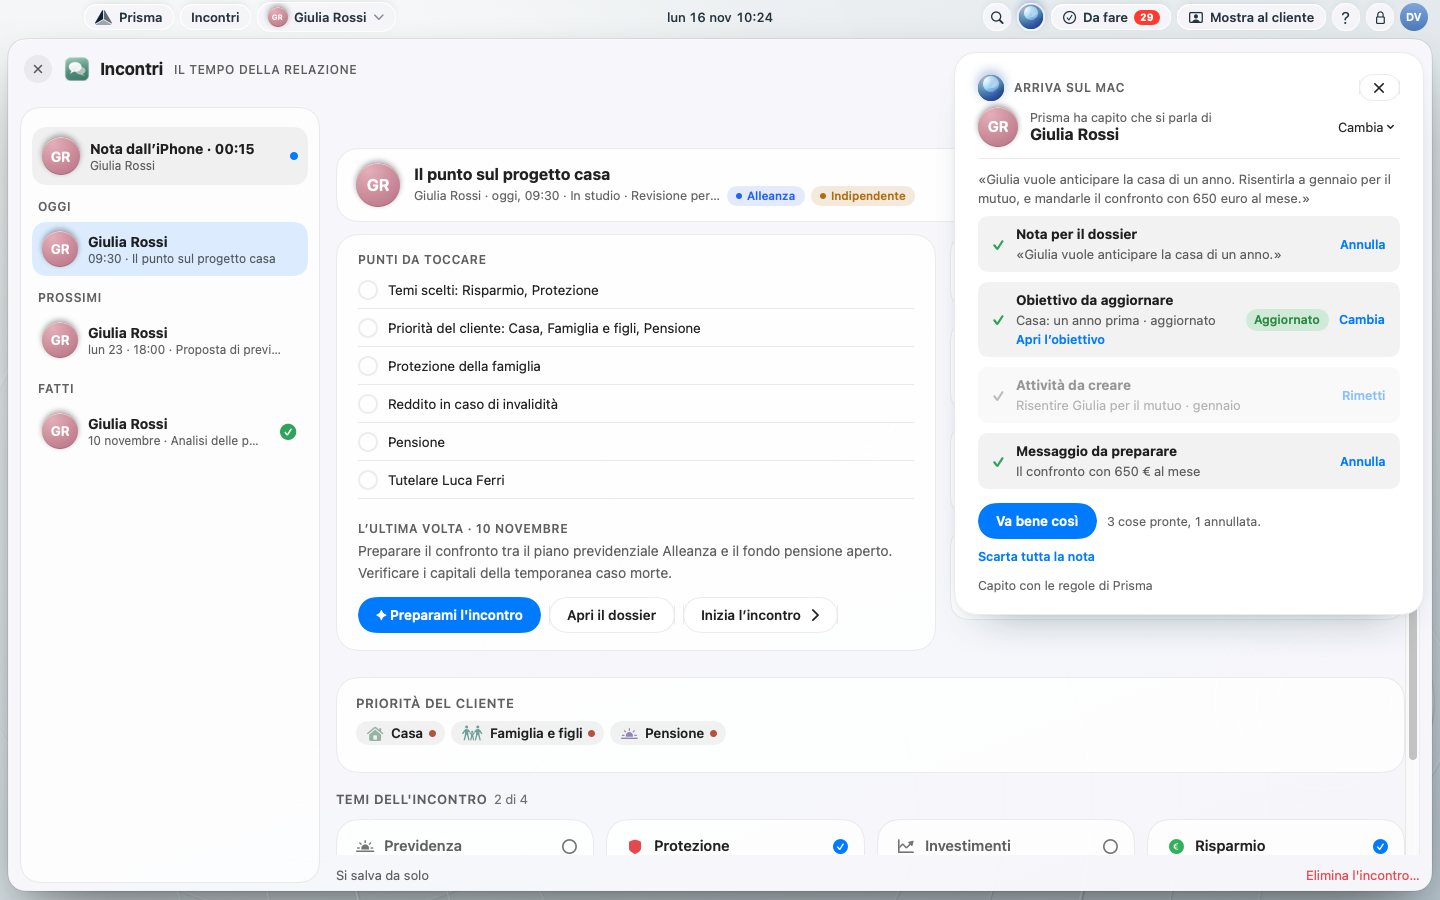 Prisma
Incontri
GR Giulia Rossi
lun 16 nov 10:24
Da fare 29
Mostra al cliente
?
DV
Incontri IL TEMPO DELLA RELAZIONE
GR
Nota dall’iPhone · 00:15
Giulia Rossi
OGGI
GR
Giulia Rossi
09:30 · Il punto sul progetto casa
PROSSIMI
GR
Giulia Rossi
lun 23 · 18:00 · Proposta di previ...
FATTI
GR
Giulia Rossi
10 novembre · Analisi delle p...
GR
Il punto sul progetto casa
Giulia Rossi · oggi, 09:30 · In studio · Revisione per... Alleanza Indipendente
PUNTI DA TOCCARE
Temi scelti: Risparmio, Protezione
Priorità del cliente: Casa, Famiglia e figli, Pensione
Protezione della famiglia
Reddito in caso di invalidità
Pensione
Tutelare Luca Ferri
L’ULTIMA VOLTA · 10 NOVEMBRE
Preparare il confronto tra il piano previdenziale Alleanza e il fondo pensione aperto.
Verificare i capitali della temporanea caso morte.
Preparami l'incontro
Apri il dossier
Inizia l’incontro
PRIORITÀ DEL CLIENTE
Casa
Famiglia e figli
Pensione
TEMI DELL'INCONTRO 2 di 4
Previdenza
Protezione
Investimenti
Risparmio
Si salva da solo
Elimina l'incontro...
ARRIVA SUL MAC
GR
Prisma ha capito che si parla di
Giulia Rossi
Cambia
«Giulia vuole anticipare la casa di un anno. Risentirla a gennaio per il
mutuo, e mandarle il confronto con 650 euro al mese.»
Nota per il dossier
«Giulia vuole anticipare la casa di un anno.»
Annulla
Obiettivo da aggiornare
Casa: un anno prima · aggiornato
Apri l’obiettivo
Aggiornato
Cambia
Attività da creare
Risentire Giulia per il mutuo · gennaio
Rimetti
Messaggio da preparare
Il confronto con 650 € al mese
Annulla
Va bene così
3 cose pronte, 1 annullata.
Scarta tutta la nota
Capito con le regole di Prisma